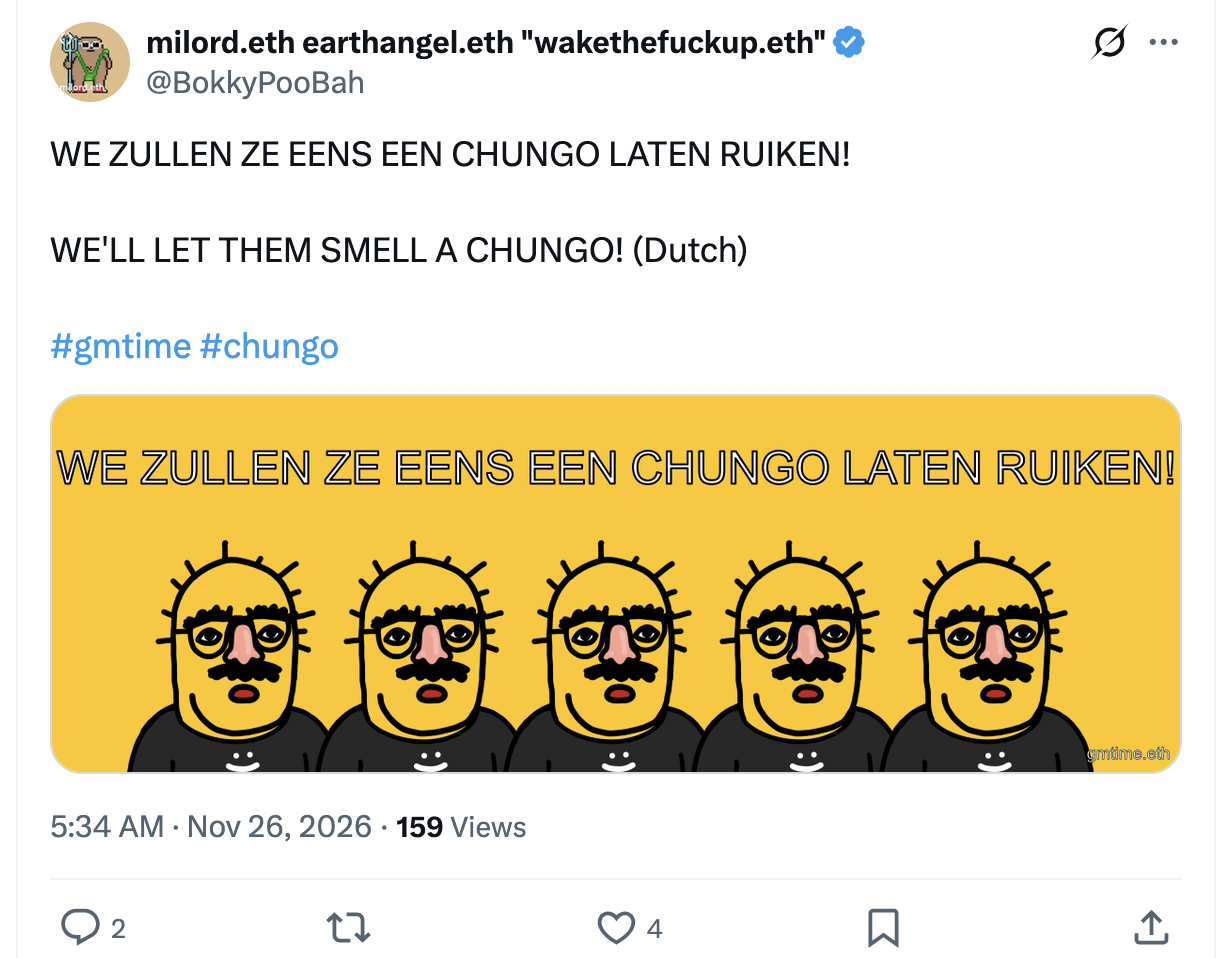 milord.eth earthangel.eth "wakethefuckup.eth"
@BokkyPooBah
milord.eth
WE ZULLEN ZE EENS EEN CHUNGO LATEN RUIKEN!
WE'LL LET THEM SMELL A CHUNGO! (Dutch)
#gmtime #chungo
WE ZULLEN ZE EENS EEN CHUNGO LATEN RUIKEN!
gmtime.eth
5:34 AM · Nov 26, 2026 · 159 Views
2
4